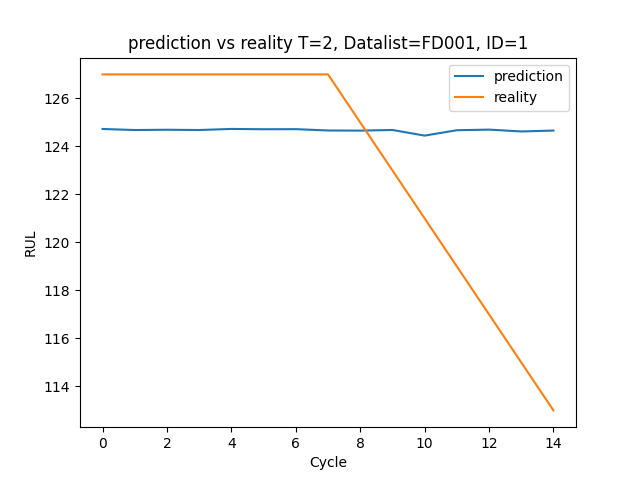 prediction vs reality T=2, Datalist=FD001, ID=1
prediction
reality
RUL
126
124
122
120
118
116
114
0 2 4 6 8 10 12 14
Cycle